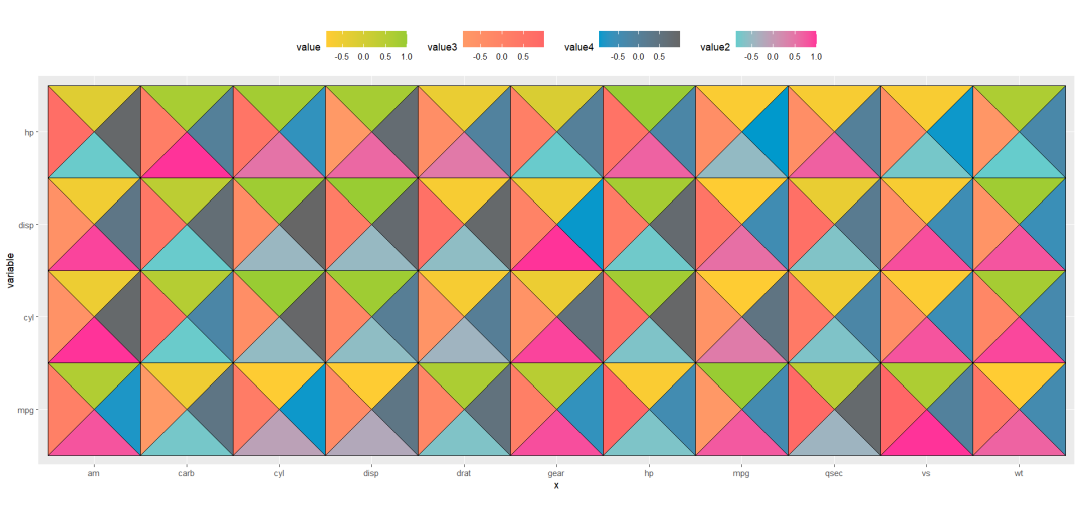 value -0.5 0.0 0.5 1.0 value3 -0.5 0.0 0.5 value4 -0.5 0.0 0.5 value2 -0.5 0.0 0.5 1.0
hp
disp
cyl
mpg
variable
am carb cyl disp drat gear hp mpg qsec vs wt
x